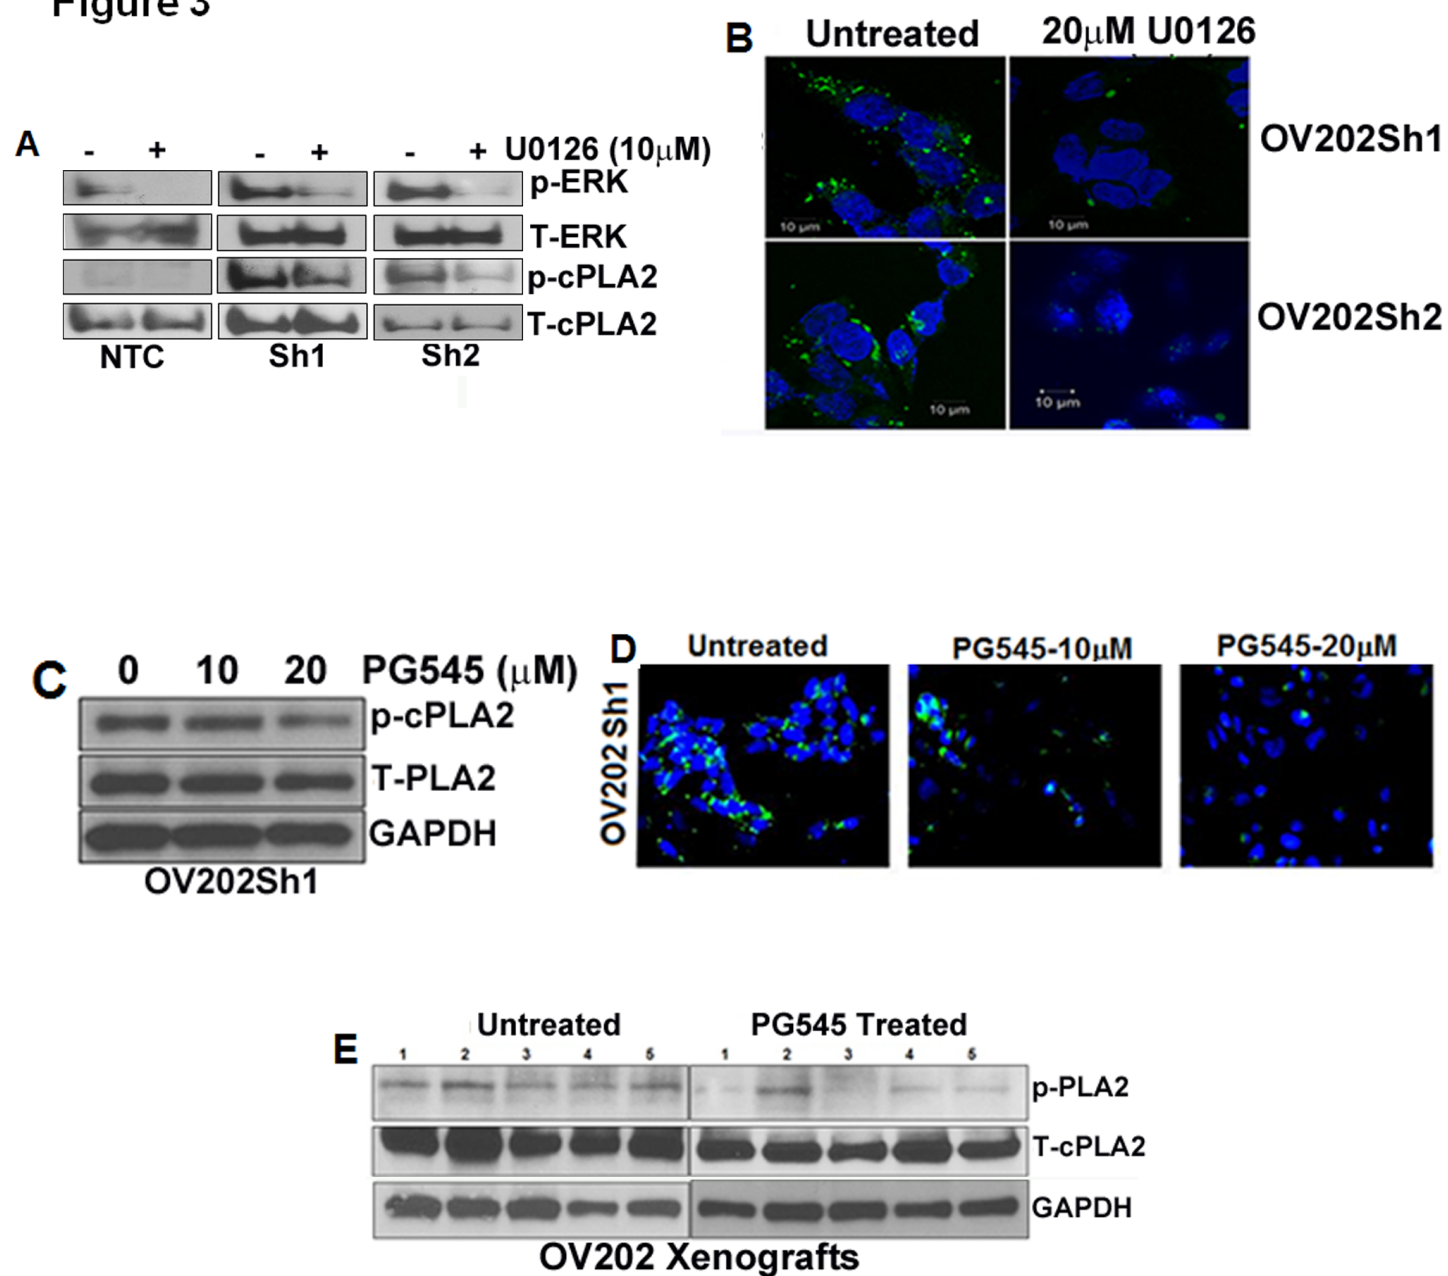 Figure 3
A
- + - + - + U0126 (10μM)
p-ERK
T-ERK
p-cPLA2
T-cPLA2
NTC Sh1 Sh2
B
Untreated 20μM U0126
OV202Sh1
10 μm 10 μm
OV202Sh2
10 μm 10 μm
C
0 10 20 PG545 (μM)
p-cPLA2
T-PLA2
GAPDH
OV202Sh1
D
Untreated PG545-10μM PG545-20μM
OV202 Sh1
E
Untreated PG545 Treated
1 2 3 4 5 1 2 3 4 5
p-PLA2
T-cPLA2
GAPDH
OV202 Xenografts